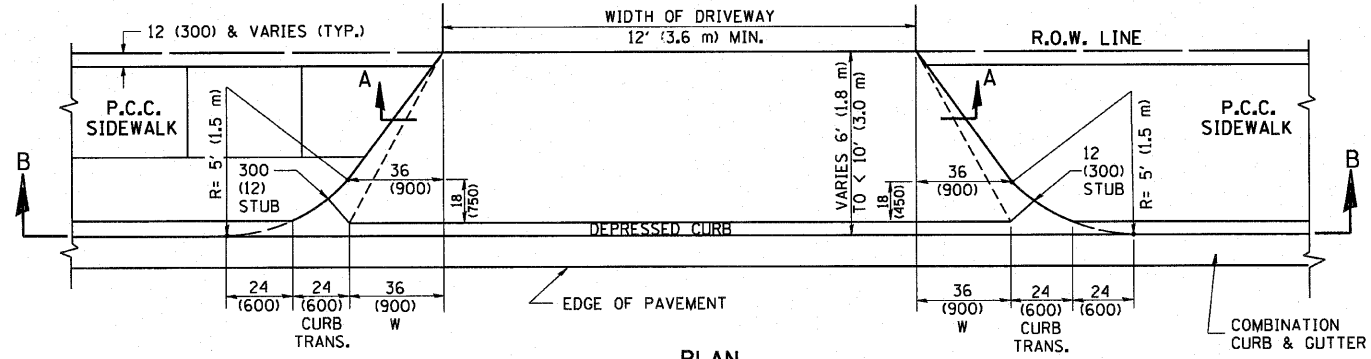 WIDTH OF DRIVEWAY
12' (3.6 m) MIN.
12 (300) & VARIES (TYP.)
R.O.W. LINE
A
A
P.C.C.
SIDEWALK
P.C.C.
SIDEWALK
R= 5' (1.5 m)
VARIES 6' (1.8 m)
TO < 10' (3.0 m)
R= 5' (1.5 m)
B
B
300
(12)
STUB
36
(900)
18
(750)
36
(900)
18
(450)
12
(300)
STUB
DEPRESSED CURB
24
(600)
24
(600)
CURB
TRANS.
36
(900)
W
EDGE OF PAVEMENT
36
(900)
W
24
(600)
CURB
TRANS.
24
(600)
COMBINATION
CURB & GUTTER
PLAN